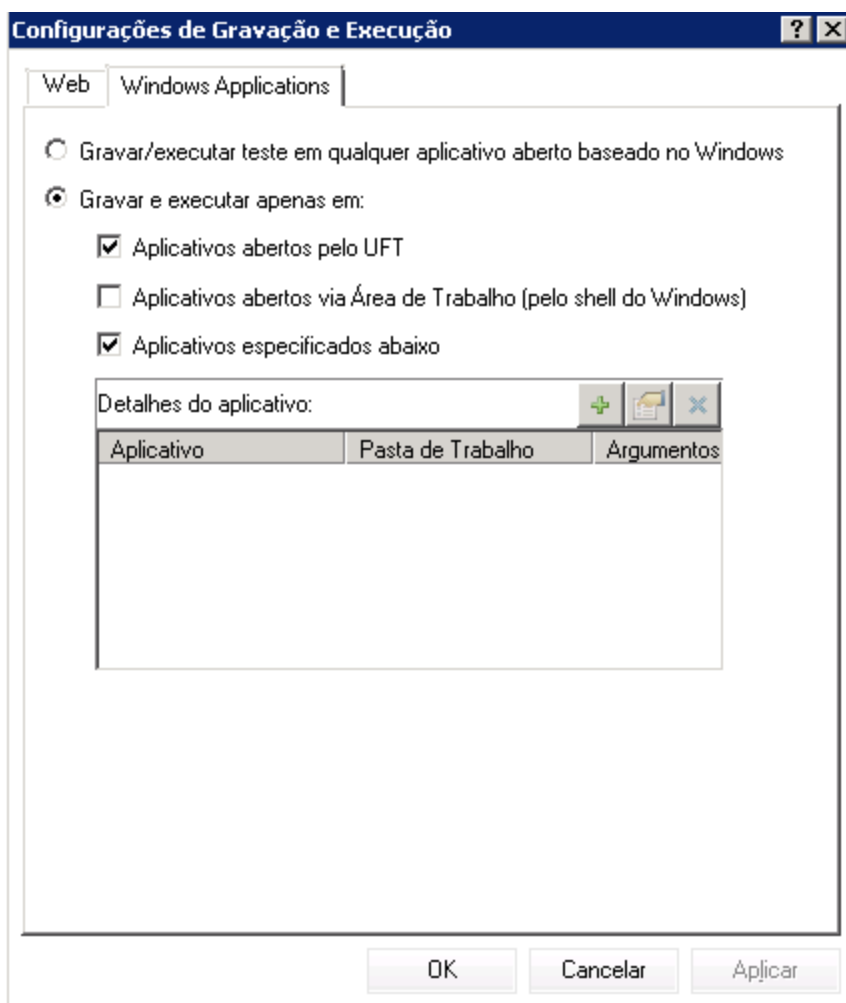 Configurações de Gravação e Execução
Web Windows Applications
Gravar/executar teste em qualquer aplicativo aberto baseado no Windows
Gravar e executar apenas em:
Aplicativos abertos pelo UFT
Aplicativos abertos via Área de Trabalho (pelo shell do Windows)
Aplicativos especificados abaixo
Detalhes do aplicativo:
Aplicativo Pasta de Trabalho Argumentos
OK Cancelar Aplicar